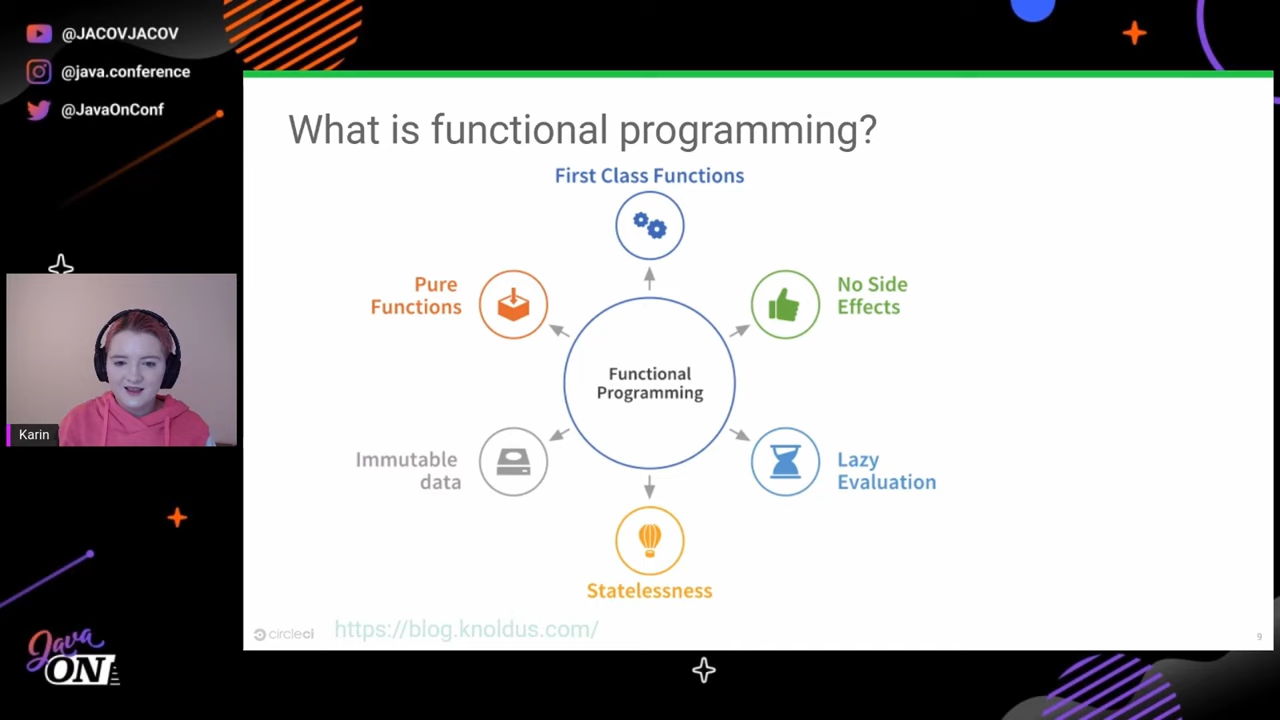 @JACOVJACOV
@java.conference
@JavaOnConf
What is functional programming?
First Class Functions
Pure
Functions
No Side
Effects
Functional
Programming
Immutable
data
Lazy
Evaluation
Statelessness
Karin
circleci
https://blog.knoldus.com/
9
Java
ON